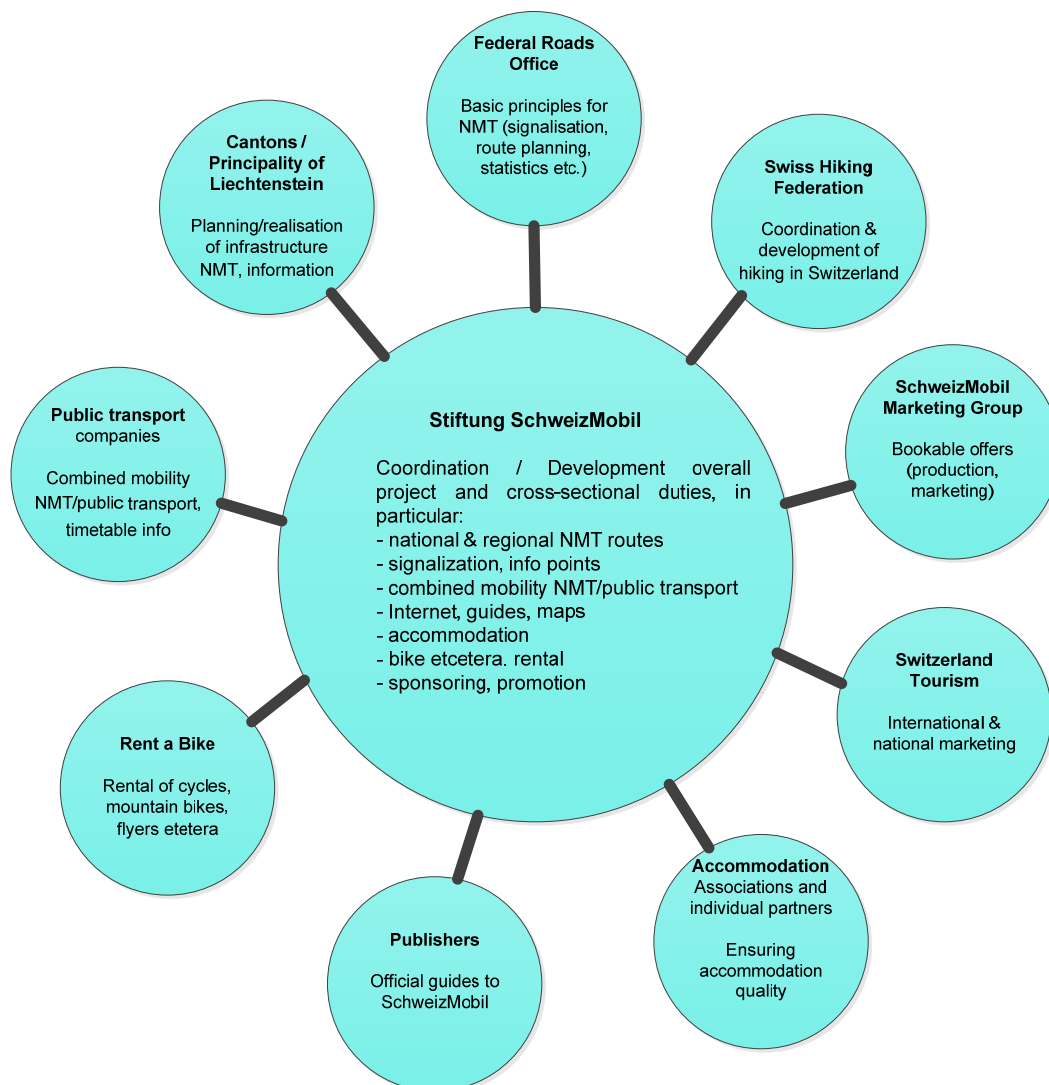 Federal Roads
Office
Basic principles for
NMT (signalisation,
route planning,
statistics etc.)
Swiss Hiking
Federation
Coordination &
development of
hiking in Switzerland
SchweizMobil
Marketing Group
Bookable offers
(production,
marketing)
Switzerland
Tourism
International &
national marketing
Accommodation
Associations and
individual partners
Ensuring
accommodation
quality
Publishers
Official guides to
SchweizMobil
Rent a Bike
Rental of cycles,
mountain bikes,
flyers etetera
Public transport
companies
Combined mobility
NMT/public transport,
timetable info
Cantons /
Principality of
Liechtenstein
Planning/realisation
of infrastructure
NMT, information
Stiftung SchweizMobil
Coordination / Development overall
project and cross-sectional duties, in
particular:
- national & regional NMT routes
- signalization, info points
- combined mobility NMT/public transport
- Internet, guides, maps
- accommodation
- bike etcetera. rental
- sponsoring, promotion